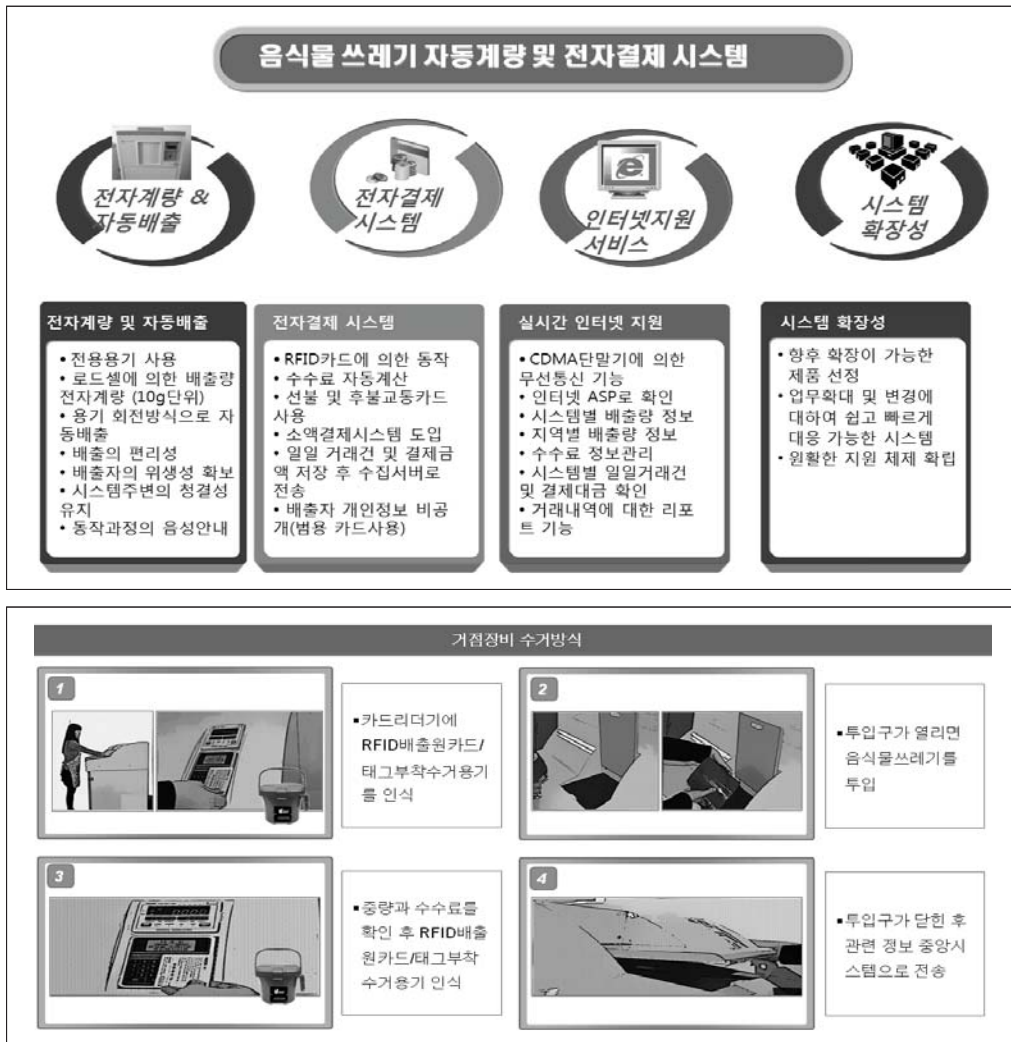 음식물 쓰레기 자동계량 및 전자결제 시스템
전자계량 &
자동배출
전자결제
시스템
인터넷지원
서비스
시스템
확장성
전자계량 및 자동배출
• 전용용기 사용
• 로드셀에 의한 배출량
전자계량 (10g단위)
• 용기 회전방식으로 자
동배출
• 배출의 편리성
• 배출자의 위생성 확보
• 시스템주변의 청결성
유지
• 동작과정의 음성안내
전자결제 시스템
• RFID카드에 의한 동작
• 수수료 자동계산
• 선불 및 후불교통카드
사용
• 소액결제시스템 도입
• 일일 거래건 및 결제금
액 저장 후 수집서버로
전송
• 배출자 개인정보 비공
개(범용 카드사용)
실시간 인터넷 지원
• CDMA단말기에 의한
무선통신 기능
• 인터넷 ASP로 확인
• 시스템별 배출량 정보
• 지역별 배출량 정보
• 수수료 정보관리
• 시스템별 일일거래건
및 결제대금 확인
• 거래내역에 대한 리포
트 기능
시스템 확장성
• 향후 확장이 가능한
제품 선정
• 업무확대 및 변경에
대하여 쉽고 빠르게
대응 가능한 시스템
• 원활한 지원 체제 확립
거점장비 수거방식
1
▪카드리더기에
RFID배출원카드/
태그부착수거용기
를 인식
2
▪투입구가 열리면
음식물쓰레기를
투입
3
▪중량과 수수료를
확인 후 RFID배출
원카드/태그부착
수거용기 인식
4
▪투입구가 닫힌 후
관련 정보 중앙시
스템으로 전송